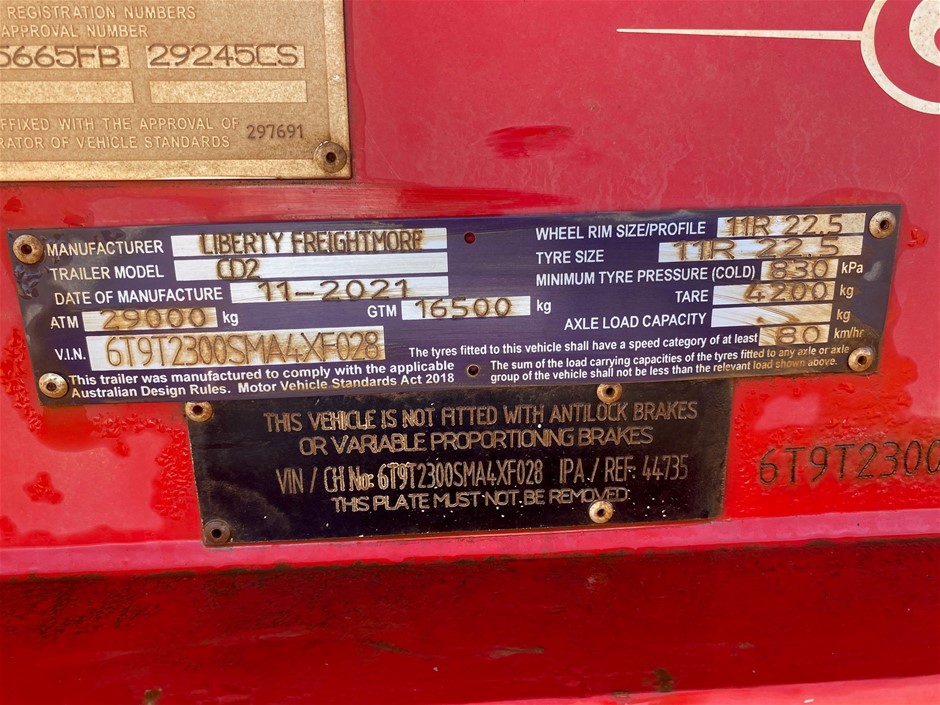 REGISTRATION NUMBERS
APPROVAL NUMBER
5665FB 29245CS
FFIXED WITH THE APPROVAL OF
RATOR OF VEHICLE STANDARDS
297691
MANUFACTURER LIBERTY FREIGHTMORE
TRAILER MODEL CD2
DATE OF MANUFACTURE 11-2021
ATM 29000 kg GTM 16500 kg
V.I.N. 6T9T2300SMA4XF028
This trailer was manufactured to comply with the applicable
Australian Design Rules. Motor Vehicle Standards Act 2018
WHEEL RIM SIZE/PROFILE 11R 22.5
TYRE SIZE 11R 22.5
MINIMUM TYRE PRESSURE (COLD) 830 kPa
TARE 4200 kg
AXLE LOAD CAPACITY kg
The tyres fitted to this vehicle shall have a speed category of at least 80 km/hr
The sum of the load carrying capacities of the tyres fitted to any axle or axle
group of the vehicle shall not be less than the relevant load shown above.
THIS VEHICLE IS NOT FITTED WITH ANTILOCK BRAKES
OR VARIABLE PROPORTIONING BRAKES
VIN / CH No: 6T9T2300SMA4XF028 IPA / REF: 44735
THIS PLATE MUST NOT BE REMOVED
6T9T2300